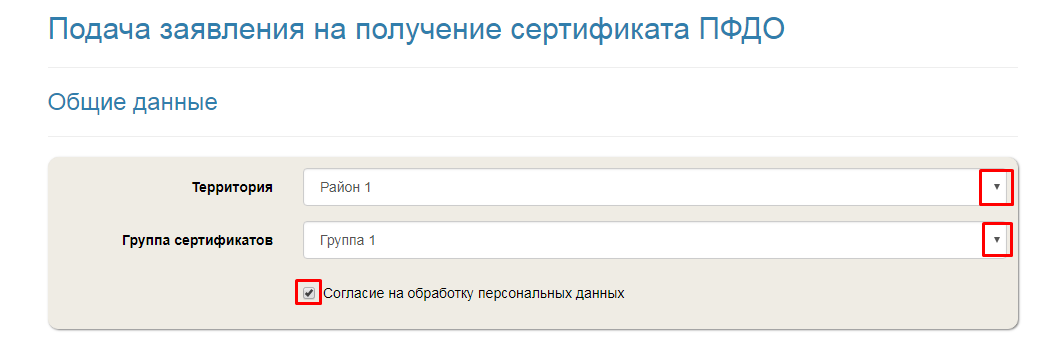 Подача заявления на получение сертификата ПФДО
Общие данные
Территория Район 1
Группа сертификатов Группа 1
Согласие на обработку персональных данных